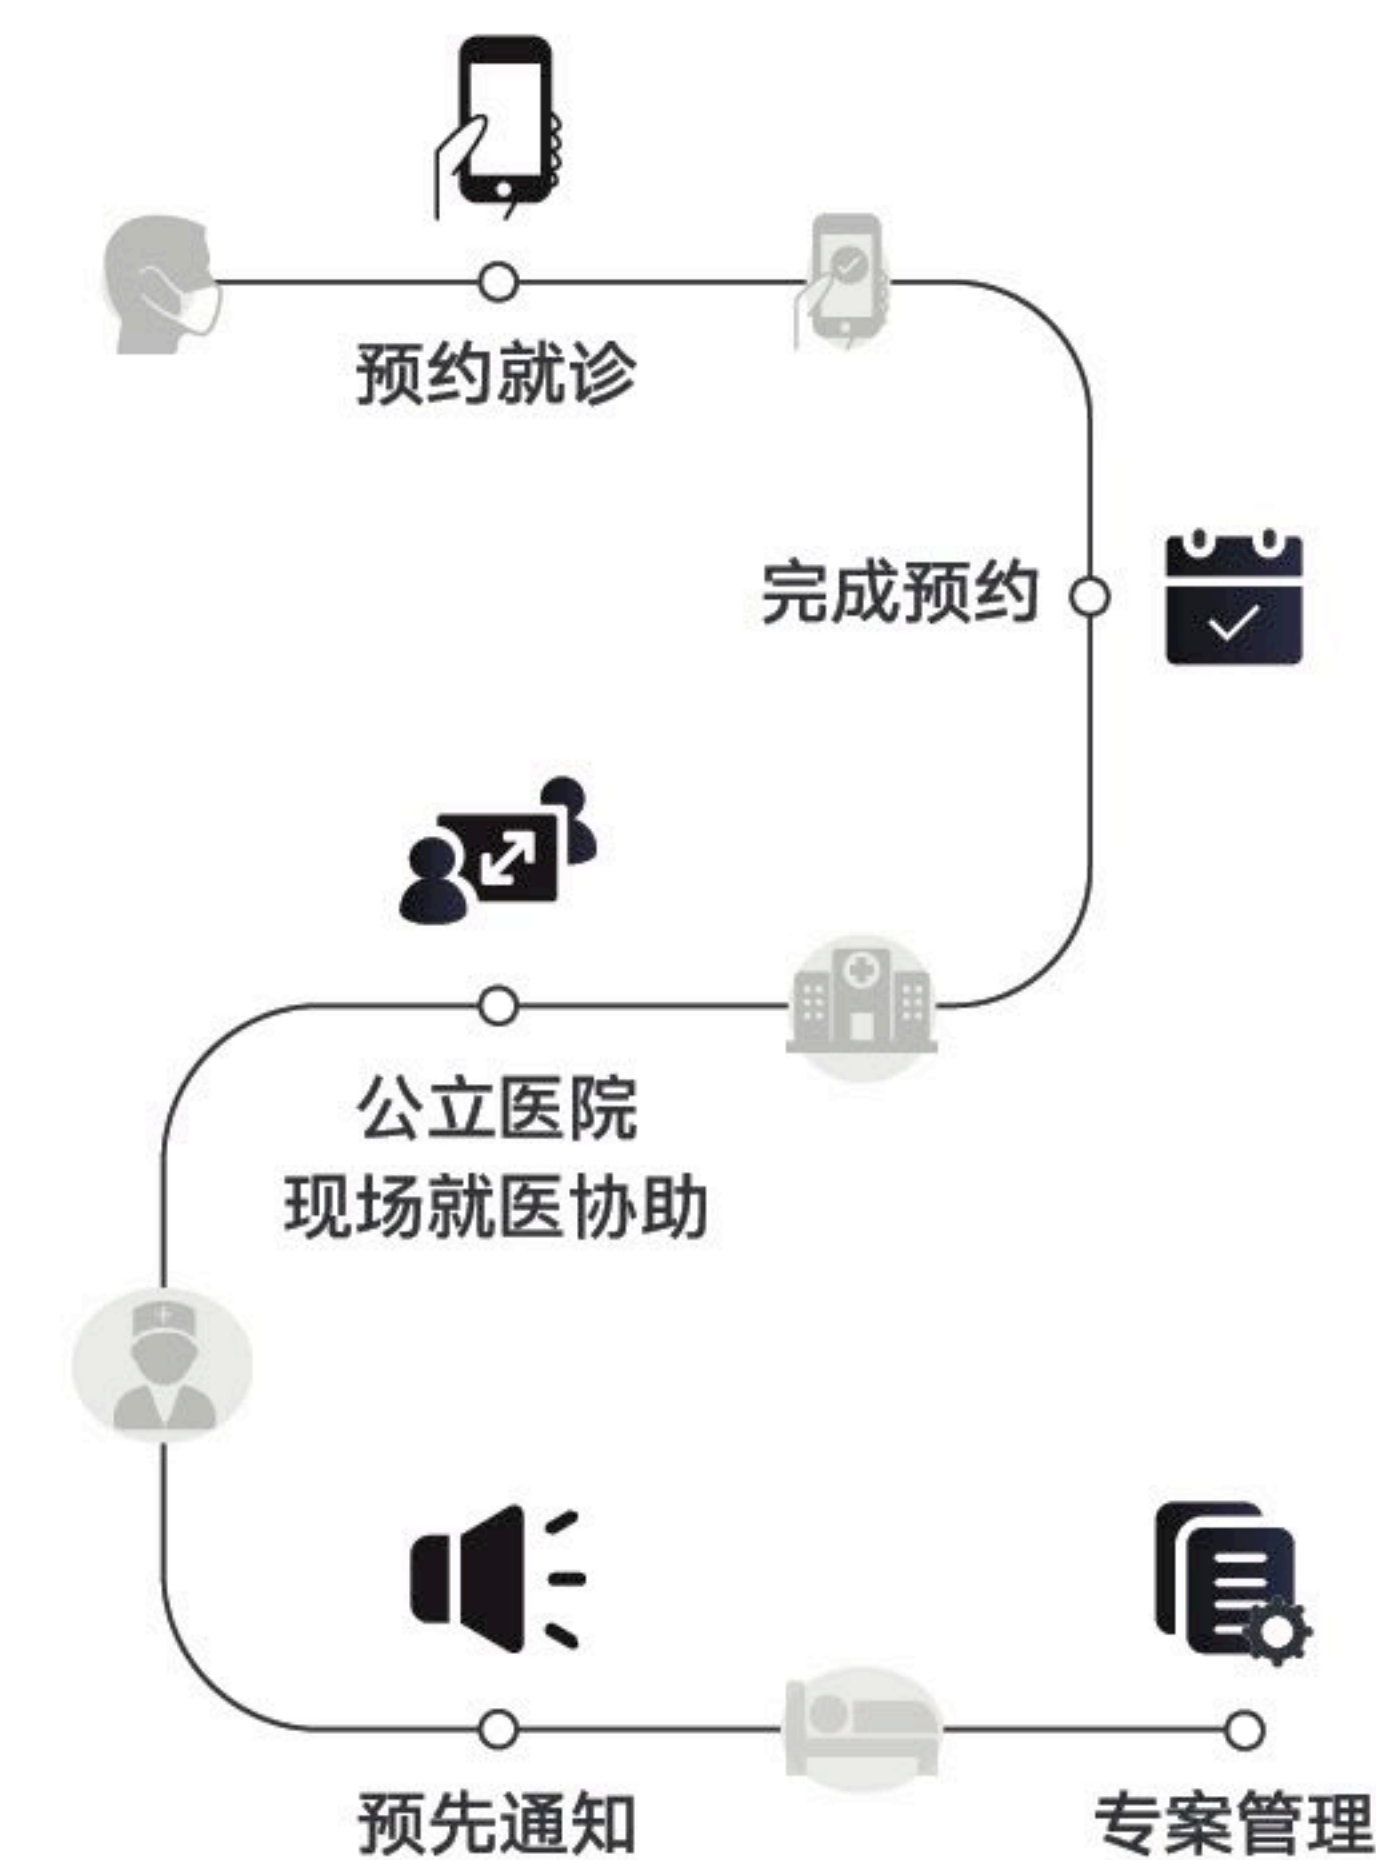 预约就诊
完成预约
公立医院
现场就医协助
预先通知
专案管理